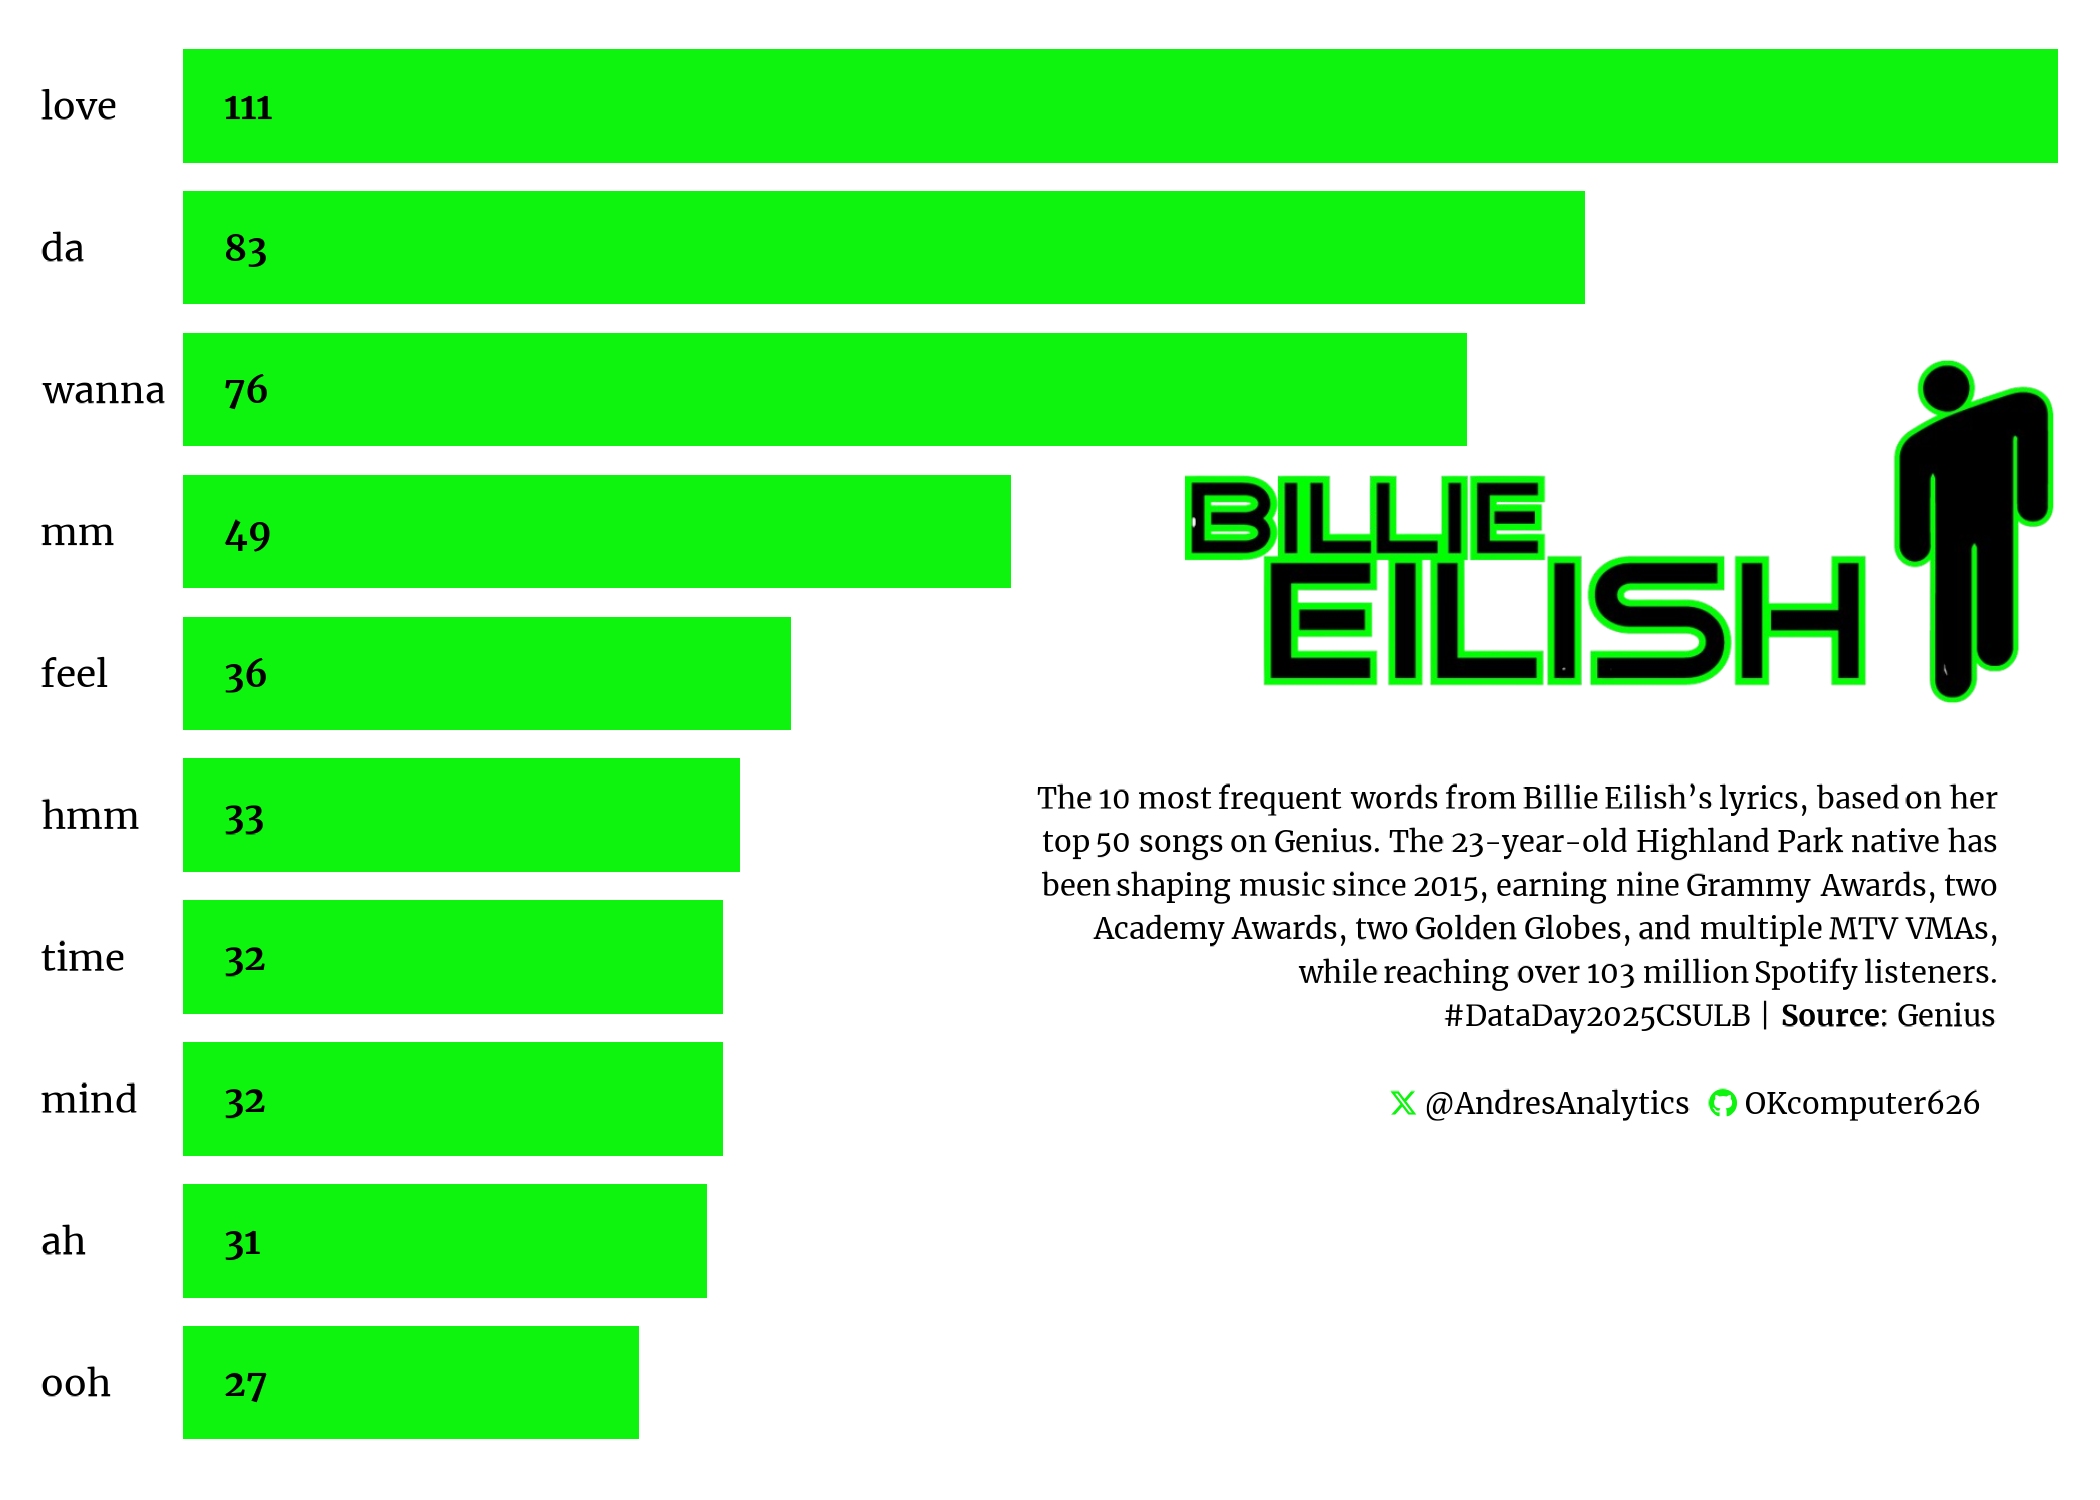 love 111
da 83
wanna 76
mm 49
feel 36
hmm 33
time 32
mind 32
ah 31
ooh 27
BILLIE
EILISH
The 10 most frequent words from Billie Eilish’s lyrics, based on her
top 50 songs on Genius. The 23-year-old Highland Park native has
been shaping music since 2015, earning nine Grammy Awards, two
Academy Awards, two Golden Globes, and multiple MTV VMAs,
while reaching over 103 million Spotify listeners.
#DataDay2025CSULB | Source: Genius
@AndresAnalytics OKcomputer626